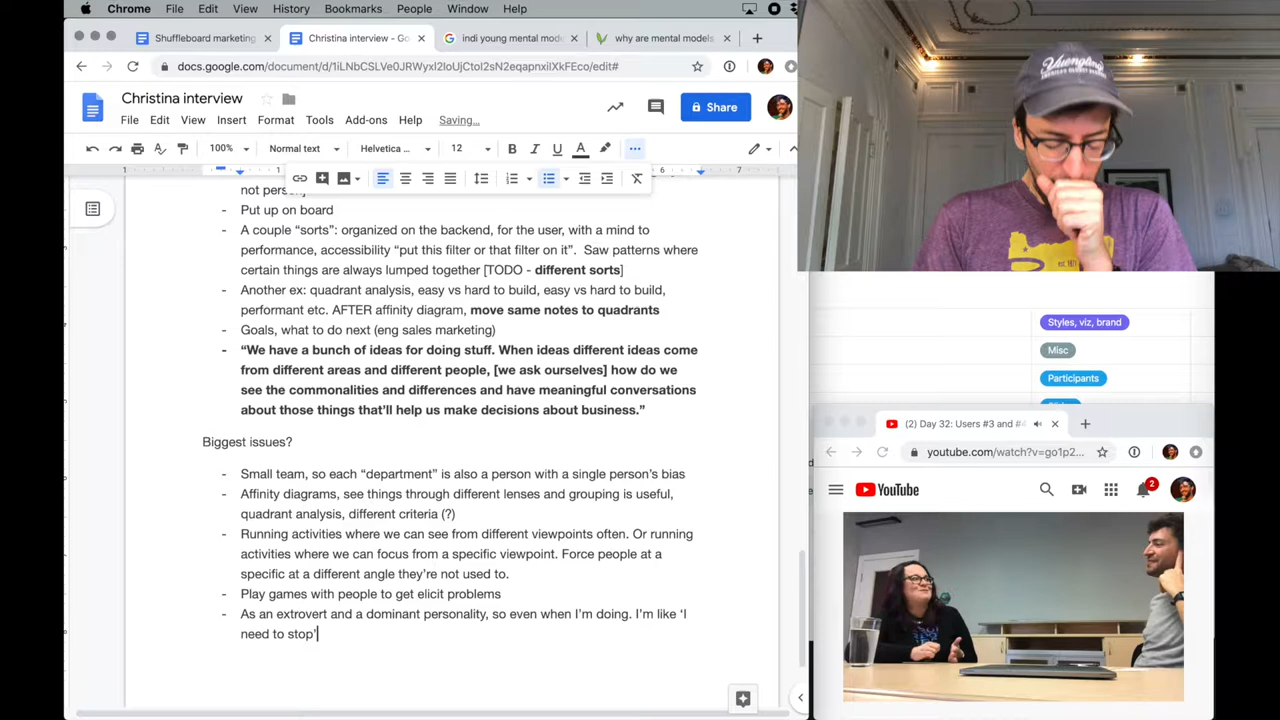 Chrome File Edit View History Bookmarks People Window Help
Shuffleboard marketing
Christina interview - Go
indi young mental mod
why are mental models
docs.google.com/document/d/1iLNbCSLVe0JRWyxI2IoUjCtoI2sN2eqapnxiIXkFEco/edit#
Christina interview
File Edit View Insert Format Tools Add-ons Help Saving...
Share
100% Normal text Helvetica ... 12 B I U A
1 1 6 7
not person]
- Put up on board
- A couple “sorts”: organized on the backend, for the user, with a mind to
performance, accessibility “put this filter or that filter on it”. Saw patterns where
certain things are always lumped together [TODO - different sorts]
- Another ex: quadrant analysis, easy vs hard to build, easy vs hard to build,
performant etc. AFTER affinity diagram, move same notes to quadrants
- Goals, what to do next (eng sales marketing)
- “We have a bunch of ideas for doing stuff. When ideas different ideas come
from different areas and different people, [we ask ourselves] how do we
see the commonalities and differences and have meaningful conversations
about those things that’ll help us make decisions about business.”
Biggest issues?
- Small team, so each “department” is also a person with a single person’s bias
- Affinity diagrams, see things through different lenses and grouping is useful,
quadrant analysis, different criteria (?)
- Running activities where we can see from different viewpoints often. Or running
activities where we can focus from a specific viewpoint. Force people at a
specific at a different angle they’re not used to.
- Play games with people to get elicit problems
- As an extrovert and a dominant personality, so even when I’m doing. I’m like ‘I
need to stop’
Yuengling
est. 1871
Styles, viz, brand
Misc
Participants
(2) Day 32: Users #3 and #4
youtube.com/watch?v=go1p2...
YouTube
2